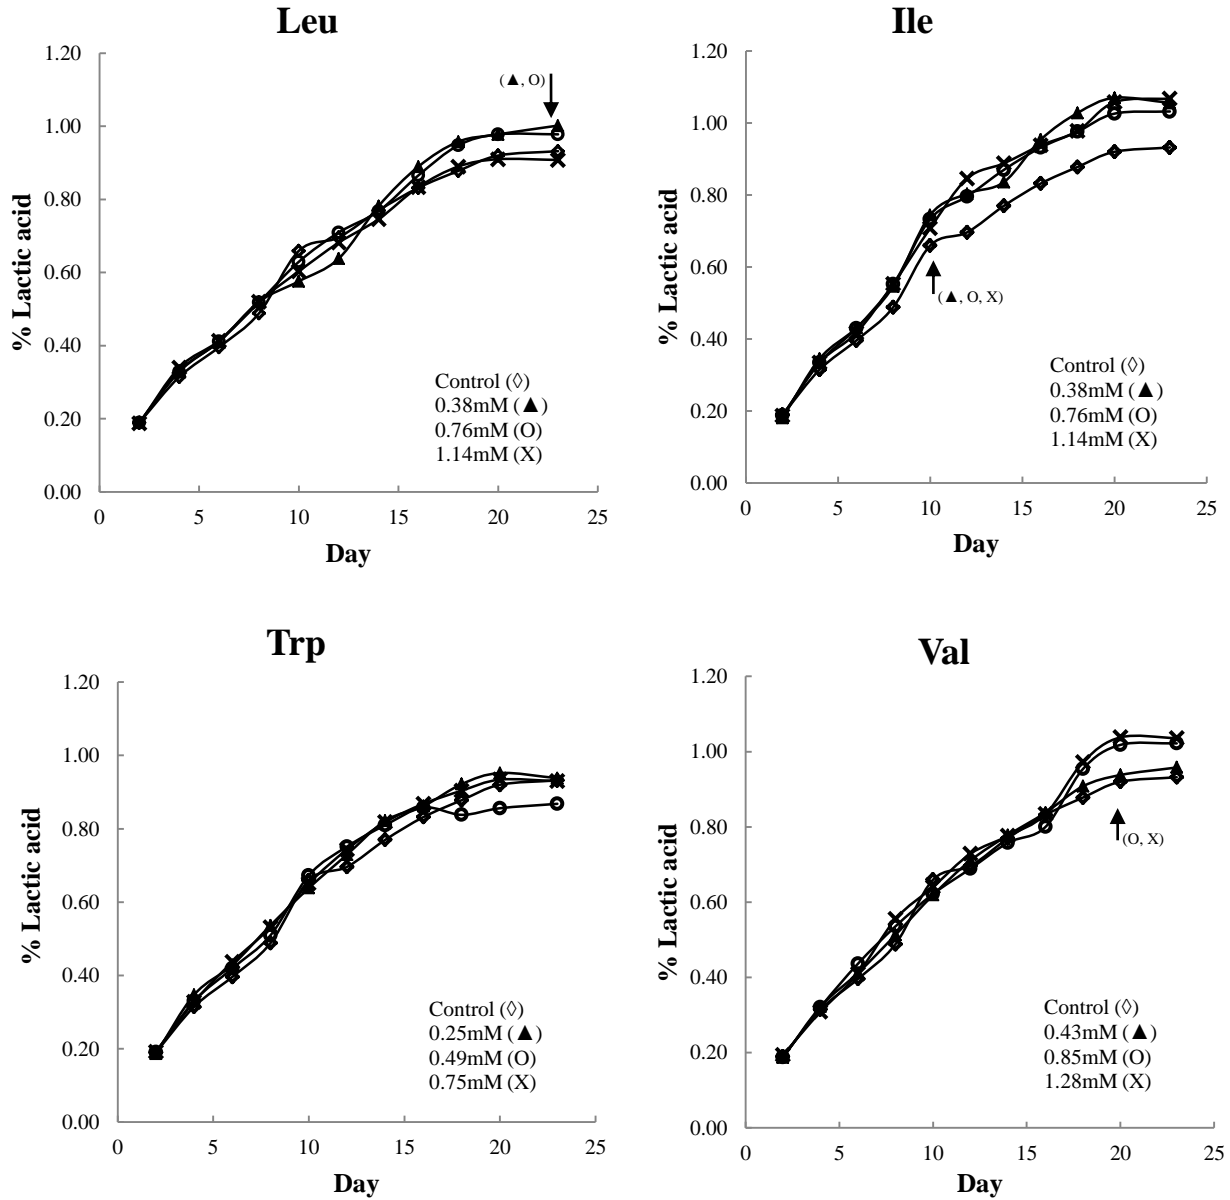 Leu
1.20
1.00
0.80
0.60
0.40
0.20
0.00
% Lactic acid
(▲, O)
Control (◊)
0.38mM (▲)
0.76mM (O)
1.14mM (X)
0 5 10 15 20 25
Day
Ile
1.20
1.00
0.80
0.60
0.40
0.20
0.00
% Lactic acid
(▲, O, X)
Control (◊)
0.38mM (▲)
0.76mM (O)
1.14mM (X)
0 5 10 15 20 25
Day
Trp
1.20
1.00
0.80
0.60
0.40
0.20
0.00
% Lactic acid
Control (◊)
0.25mM (▲)
0.49mM (O)
0.75mM (X)
0 5 10 15 20 25
Day
Val
1.20
1.00
0.80
0.60
0.40
0.20
0.00
% Lactic acid
(O, X)
Control (◊)
0.43mM (▲)
0.85mM (O)
1.28mM (X)
0 5 10 15 20 25
Day